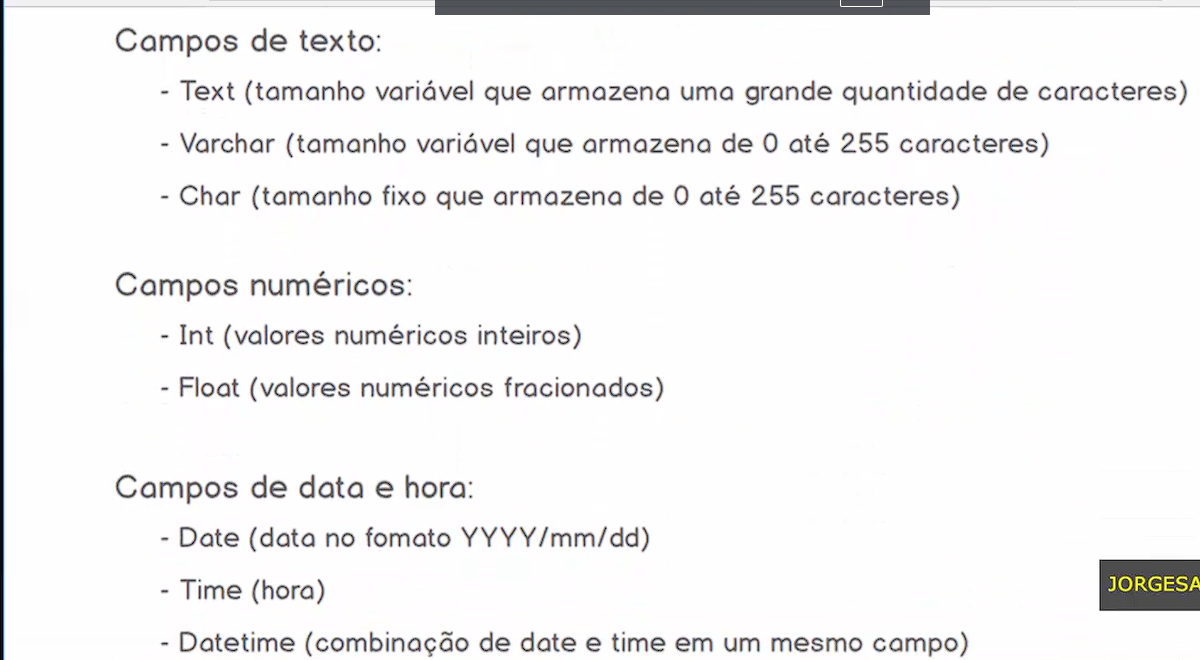 Campos de texto:
- Text (tamanho variável que armazena uma grande quantidade de caracteres)
- Varchar (tamanho variável que armazena de 0 até 255 caracteres)
- Char (tamanho fixo que armazena de 0 até 255 caracteres)
Campos numéricos:
- Int (valores numéricos inteiros)
- Float (valores numéricos fracionados)
Campos de data e hora:
- Date (data no fomato YYYY/mm/dd)
JORGESA
- Time (hora)
- Datetime (combinação de date e time em um mesmo campo)